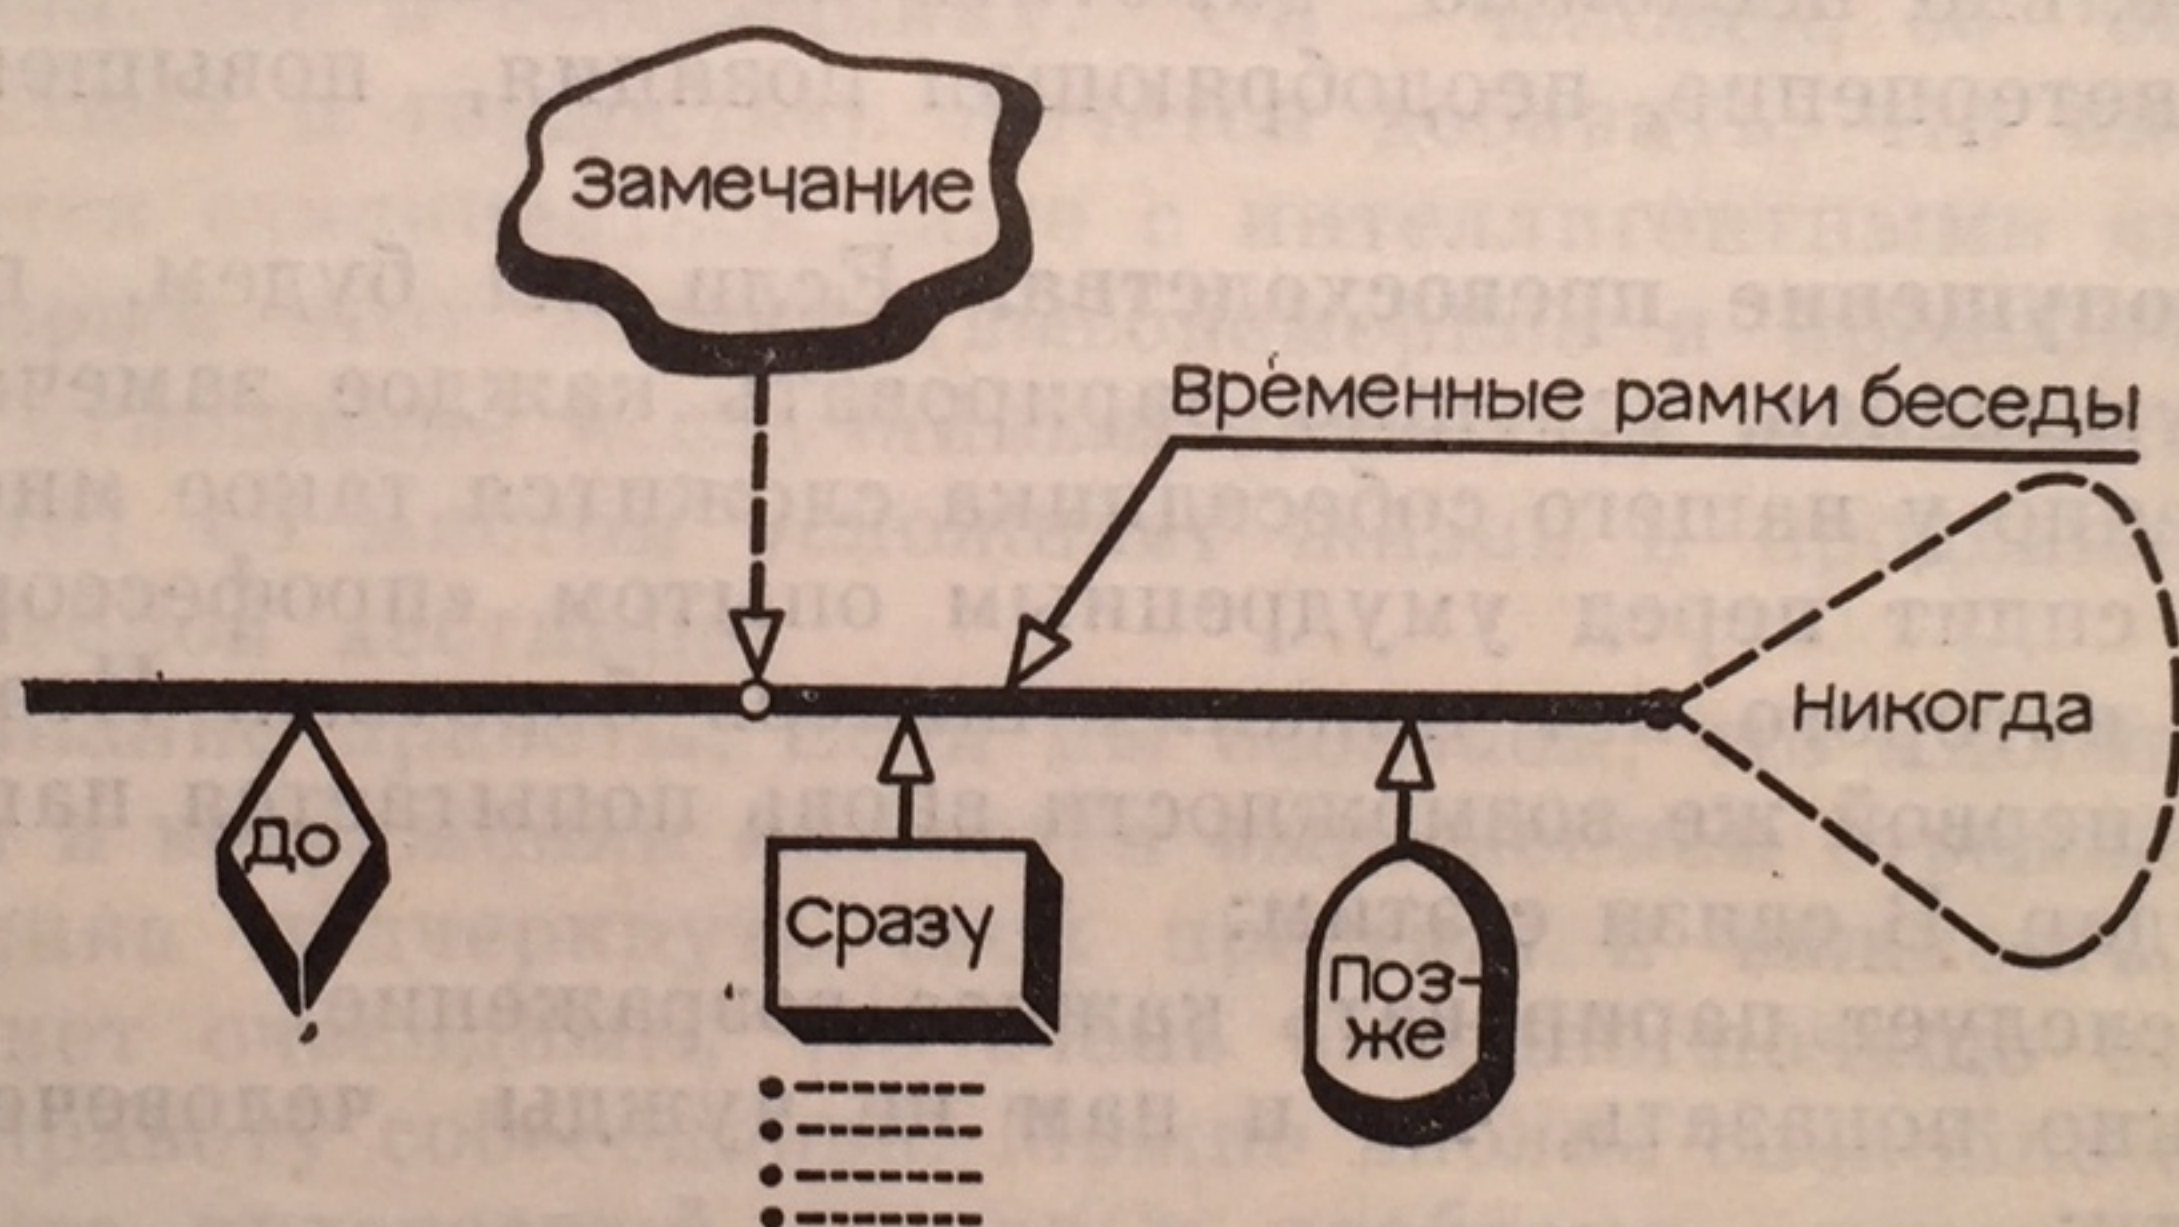 Замечание
временные рамки беседы
Никогда
До
Сразу
Поз-
же